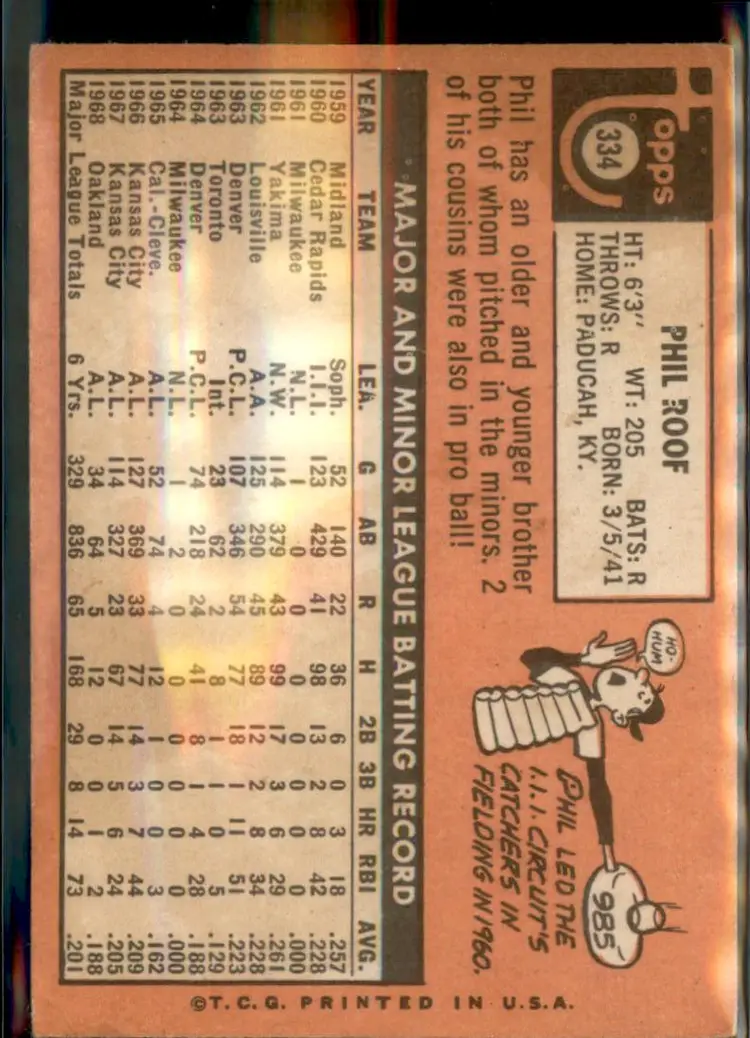 Topps
334
PHIL ROOF
HT: 6'3" WT: 205 BATS: R
THROWS: R BORN: 3/5/41
HOME: PADUCAH, KY.
Phil has an older and younger brother
both of whom pitched in the minors. 2
of his cousins were also in pro ball!
HO-
HUM
985
PHIL LED THE
I.I.I. CIRCUIT'S
CATCHERS IN
FIELDING IN 1960.
MAJOR AND MINOR LEAGUE BATTING RECORD
YEAR TEAM LEA. G AB R H 2B 3B HR RBI AVG.
1959 Midland Soph. 52 140 22 36 6 0 3 18 .257
1960 Cedar Rapids I.I.I. 123 429 41 98 13 2 8 42 .228
1961 Milwaukee N.L. 1 0 0 0 0 0 0 0 .000
1961 Yakima N.W. 114 379 43 99 17 3 6 29 .261
1962 Louisville A.A. 125 290 45 89 12 2 8 34 .228
1963 Denver P.C.L. 107 346 54 77 18 1 11 51 .223
1963 Toronto Int. 23 62 2 8 1 1 0 5 .129
1964 Denver P.C.L. 74 218 24 41 8 1 4 28 .188
1964 Milwaukee N.L. 1 2 0 0 0 0 0 0 .000
1965 Cal.-Cleve. A.L. 52 74 4 12 1 0 0 3 .162
1966 Kansas City A.L. 127 369 33 77 14 3 7 44 .209
1967 Kansas City A.L. 114 327 23 67 14 5 6 24 .205
1968 Oakland A.L. 34 64 5 12 0 0 1 2 .188
Major League Totals 6 Yrs. 329 836 65 168 29 8 14 73 .201
©T.C.G. PRINTED IN U.S.A.